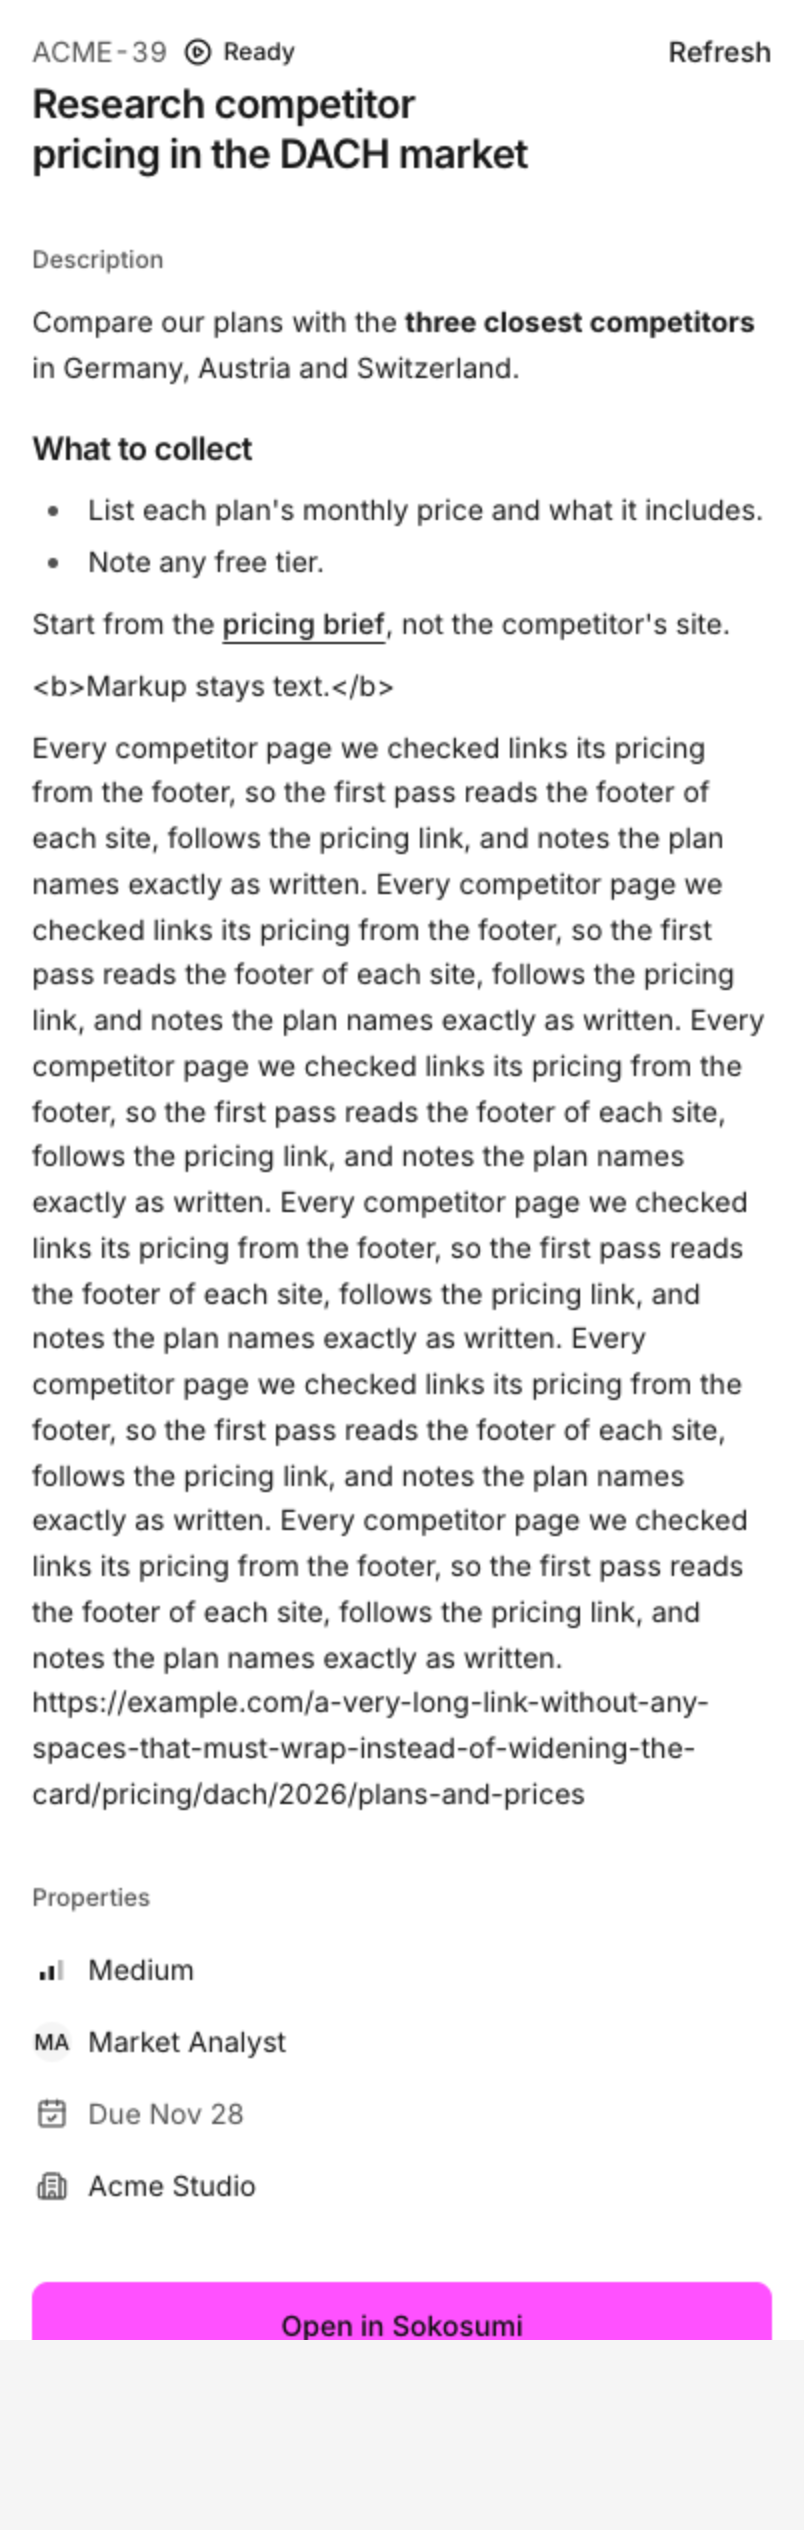 ACME-39 Ready Refresh
Research competitor
pricing in the DACH market
Description
Compare our plans with the three closest competitors
in Germany, Austria and Switzerland.
What to collect
• List each plan's monthly price and what it includes.
• Note any free tier.
Start from the pricing brief, not the competitor's site.
<b>Markup stays text.</b>
Every competitor page we checked links its pricing
from the footer, so the first pass reads the footer of
each site, follows the pricing link, and notes the plan
names exactly as written. Every competitor page we
checked links its pricing from the footer, so the first
pass reads the footer of each site, follows the pricing
link, and notes the plan names exactly as written. Every
competitor page we checked links its pricing from the
footer, so the first pass reads the footer of each site,
follows the pricing link, and notes the plan names
exactly as written. Every competitor page we checked
links its pricing from the footer, so the first pass reads
the footer of each site, follows the pricing link, and
notes the plan names exactly as written. Every
competitor page we checked links its pricing from the
footer, so the first pass reads the footer of each site,
follows the pricing link, and notes the plan names
exactly as written. Every competitor page we checked
links its pricing from the footer, so the first pass reads
the footer of each site, follows the pricing link, and
notes the plan names exactly as written.
https://example.com/a-very-long-link-without-any-
spaces-that-must-wrap-instead-of-widening-the-
card/pricing/dach/2026/plans-and-prices
Properties
Medium
MA Market Analyst
Due Nov 28
Acme Studio
Open in Sokosumi